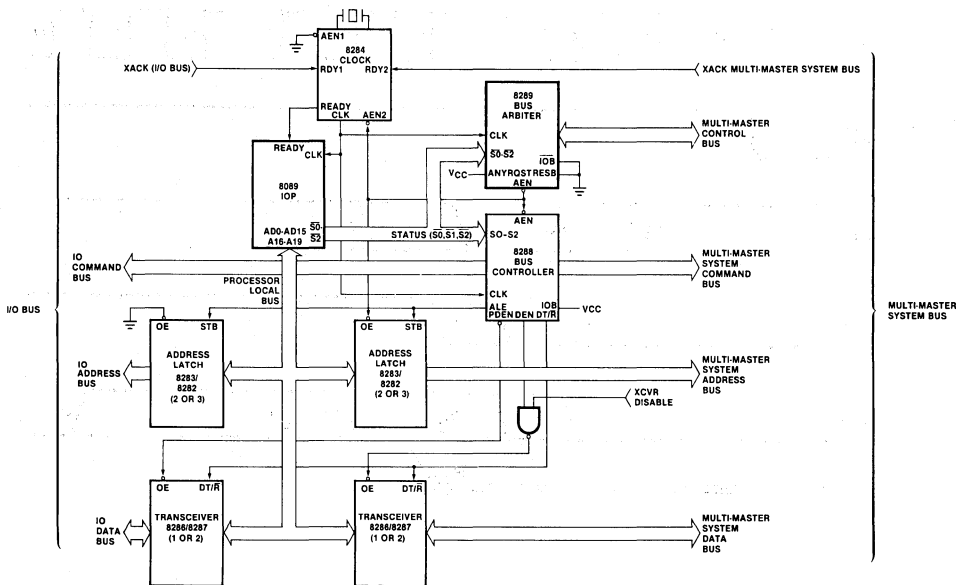 AEN1
8284
CLOCK
RDY1 RDY2
XACK (I/O BUS)
XACK MULTI-MASTER SYSTEM BUS
READY
CLK AEN2
8289
BUS
ARBITER
CLK
S0-S2
IOB
VCC
ANYRQST RESB
AEN
MULTI-MASTER
CONTROL
BUS
READY
CLK
8089
IOP
AD0-AD15 S0-
A16-A19 S2
STATUS (S0,S1,S2)
AEN
SO-S2
8288
BUS
CONTROLLER
CLK
ALE IOB
PDEN DEN DT/R
VCC
IO
COMMAND
BUS
PROCESSOR
LOCAL
BUS
MULTI-MASTER
SYSTEM
COMMAND
BUS
I/O BUS
MULTI-MASTER
SYSTEM BUS
OE STB
ADDRESS
LATCH
8283/
8282
(2 OR 3)
OE STB
ADDRESS
LATCH
8283/
8282
(2 OR 3)
IO
ADDRESS
BUS
MULTI-MASTER
SYSTEM
ADDRESS
BUS
XCVR
DISABLE
OE DT/R
TRANSCEIVER
8286/8287
(1 OR 2)
OE DT/R
TRANSCEIVER
8286/8287
(1 OR 2)
IO
DATA
BUS
MULTI-MASTER
SYSTEM
DATA
BUS